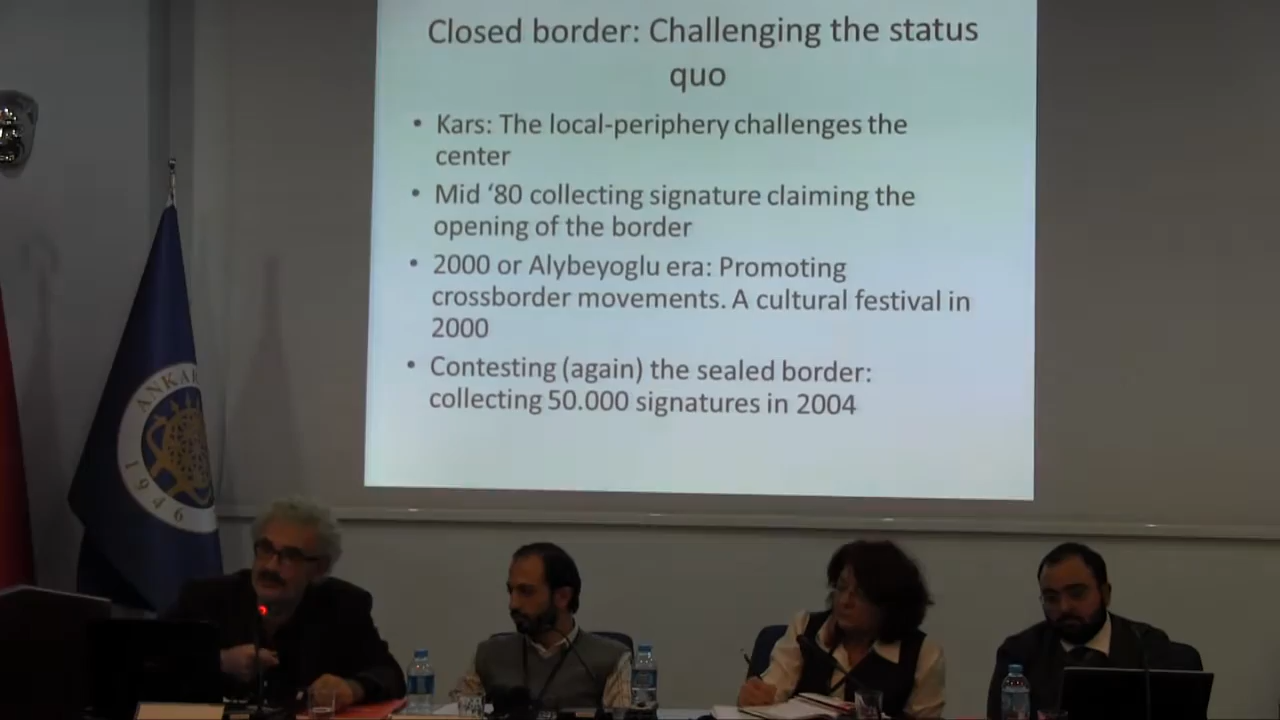 Closed border: Challenging the status
quo
• Kars: The local-periphery challenges the
center
• Mid ‘80 collecting signature claiming the
opening of the border
• 2000 or Alybeyoglu era: Promoting
crossborder movements. A cultural festival in
2000
• Contesting (again) the sealed border:
collecting 50.000 signatures in 2004
1946